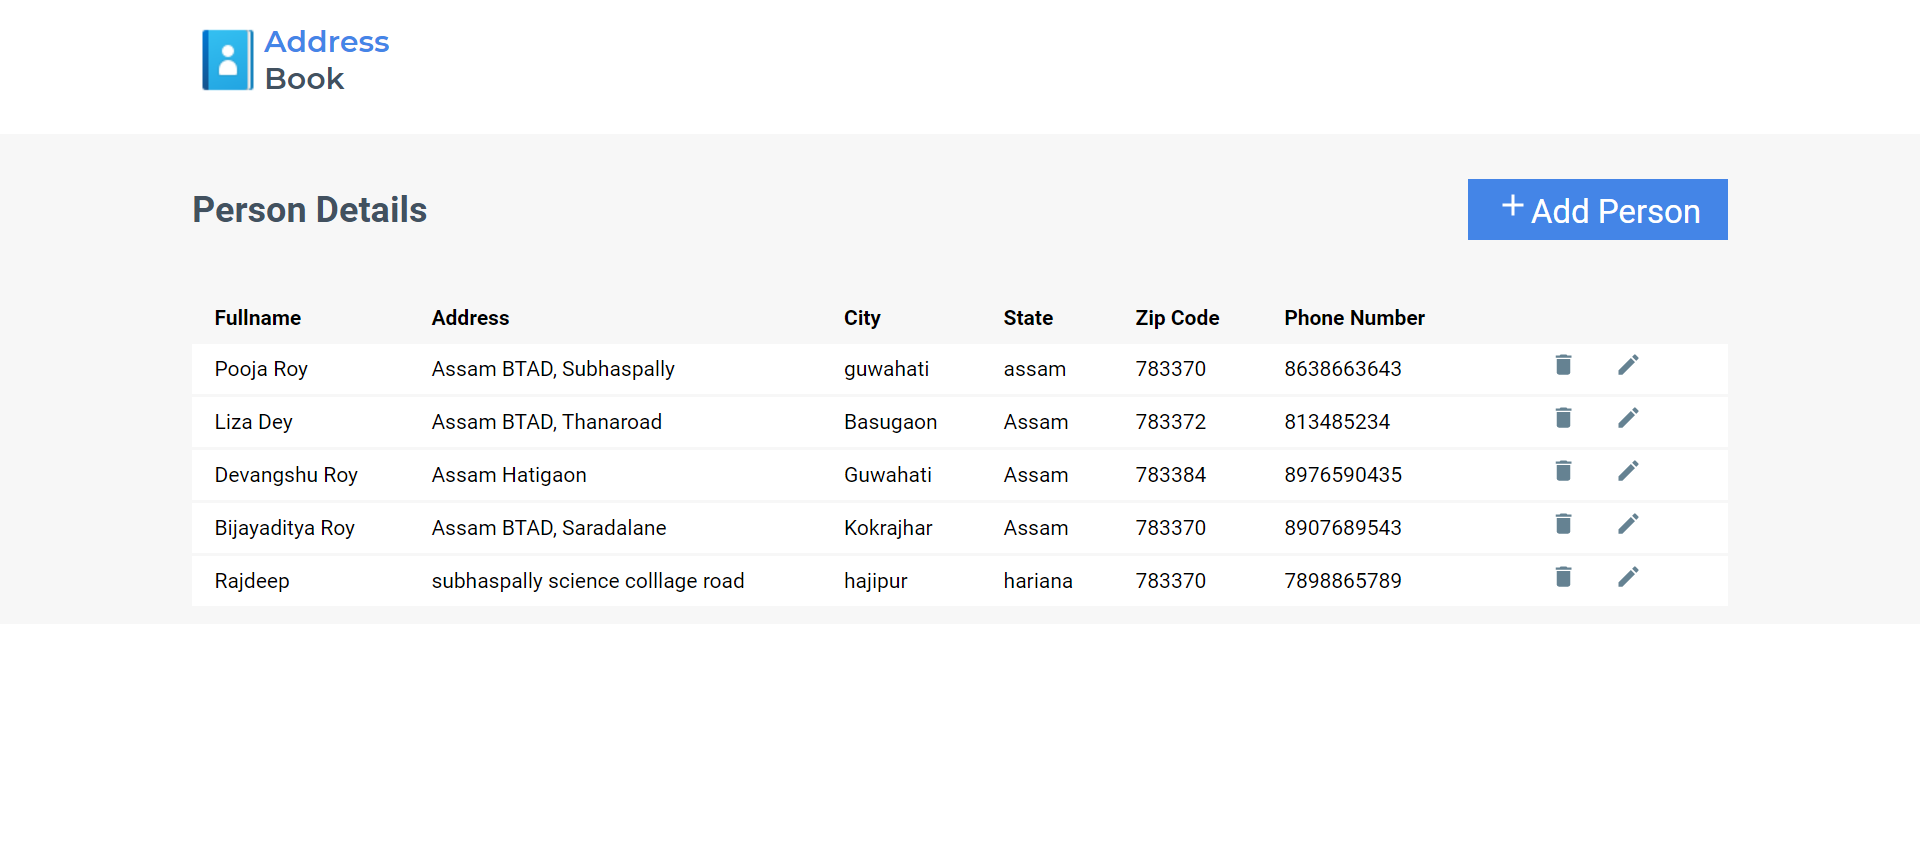 Address
Book
Person Details
+ Add Person
Fullname Address City State Zip Code Phone Number
Pooja Roy Assam BTAD, Subhaspally guwahati assam 783370 8638663643
Liza Dey Assam BTAD, Thanaroad Basugaon Assam 783372 813485234
Devangshu Roy Assam Hatigaon Guwahati Assam 783384 8976590435
Bijayaditya Roy Assam BTAD, Saradalane Kokrajhar Assam 783370 8907689543
Rajdeep subhaspally science colllage road hajipur hariana 783370 7898865789